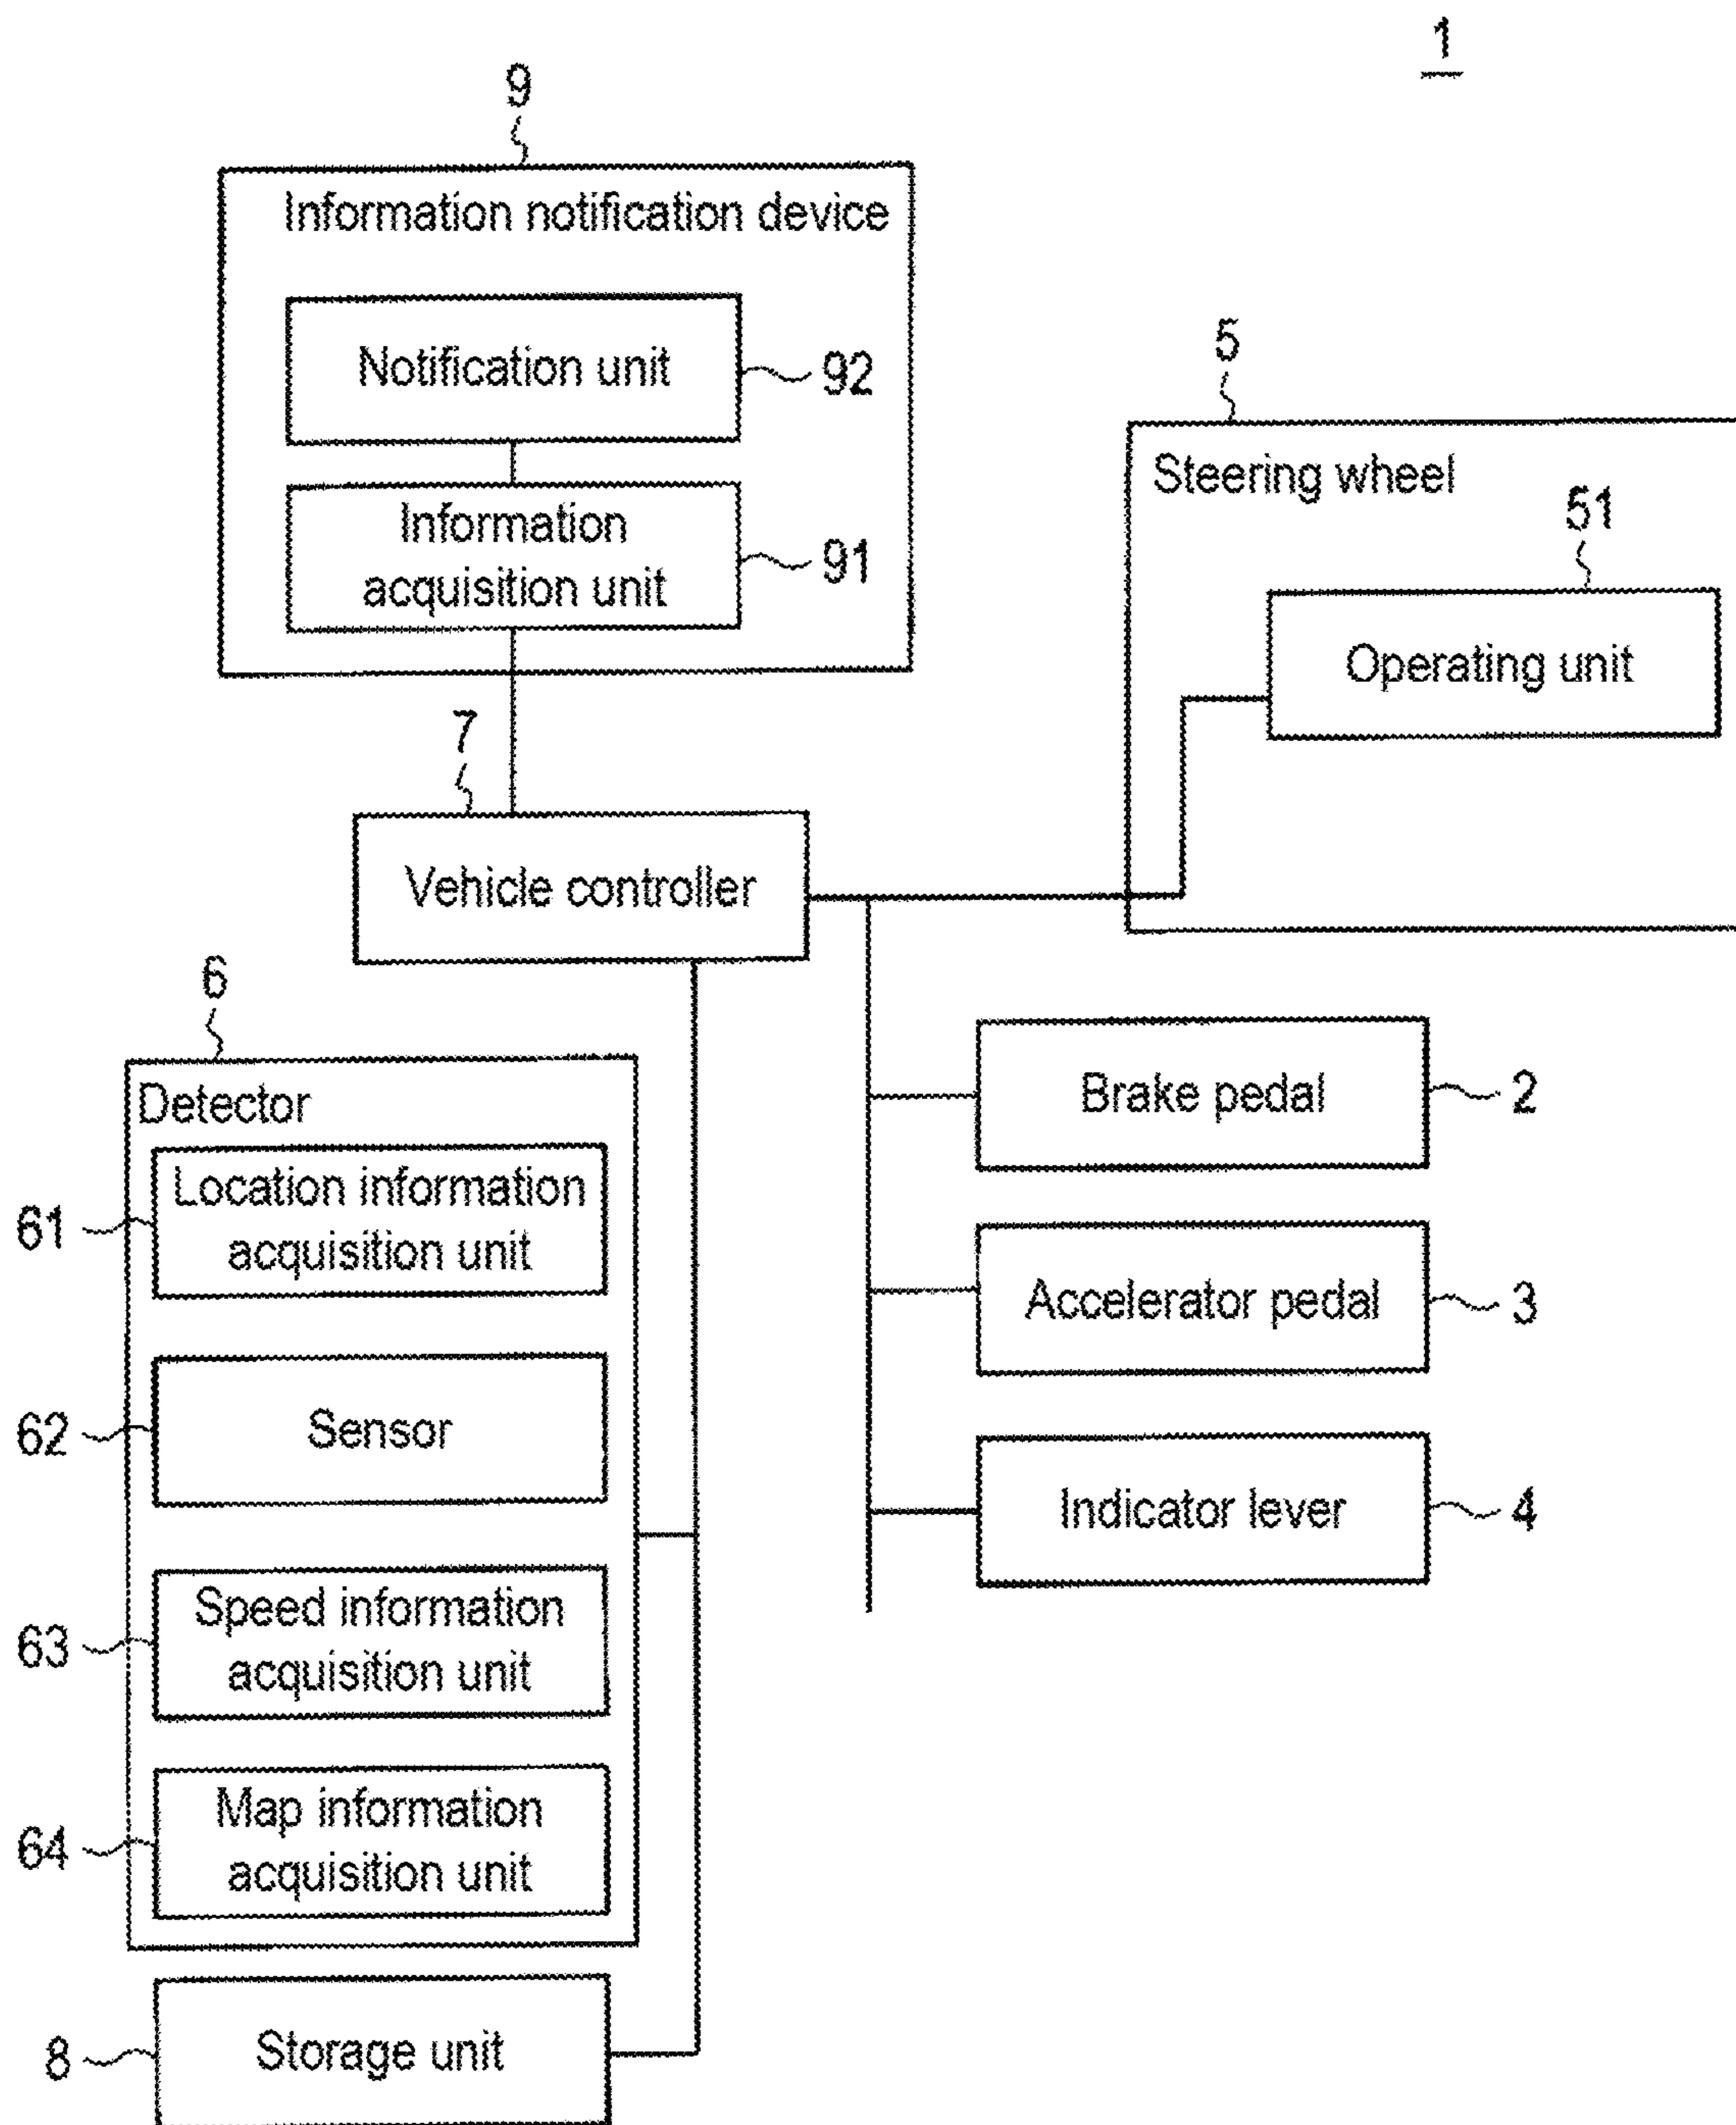 1
9
Information notification device
Notification unit
92
Information
acquisition unit
91
5
Steering wheel
51
Operating unit
7
Vehicle controller
6
Detector
Location information
acquisition unit
61
Sensor
62
Speed information
acquisition unit
63
Map information
acquisition unit
64
Storage unit
8
Brake pedal
2
Accelerator pedal
3
Indicator lever
4